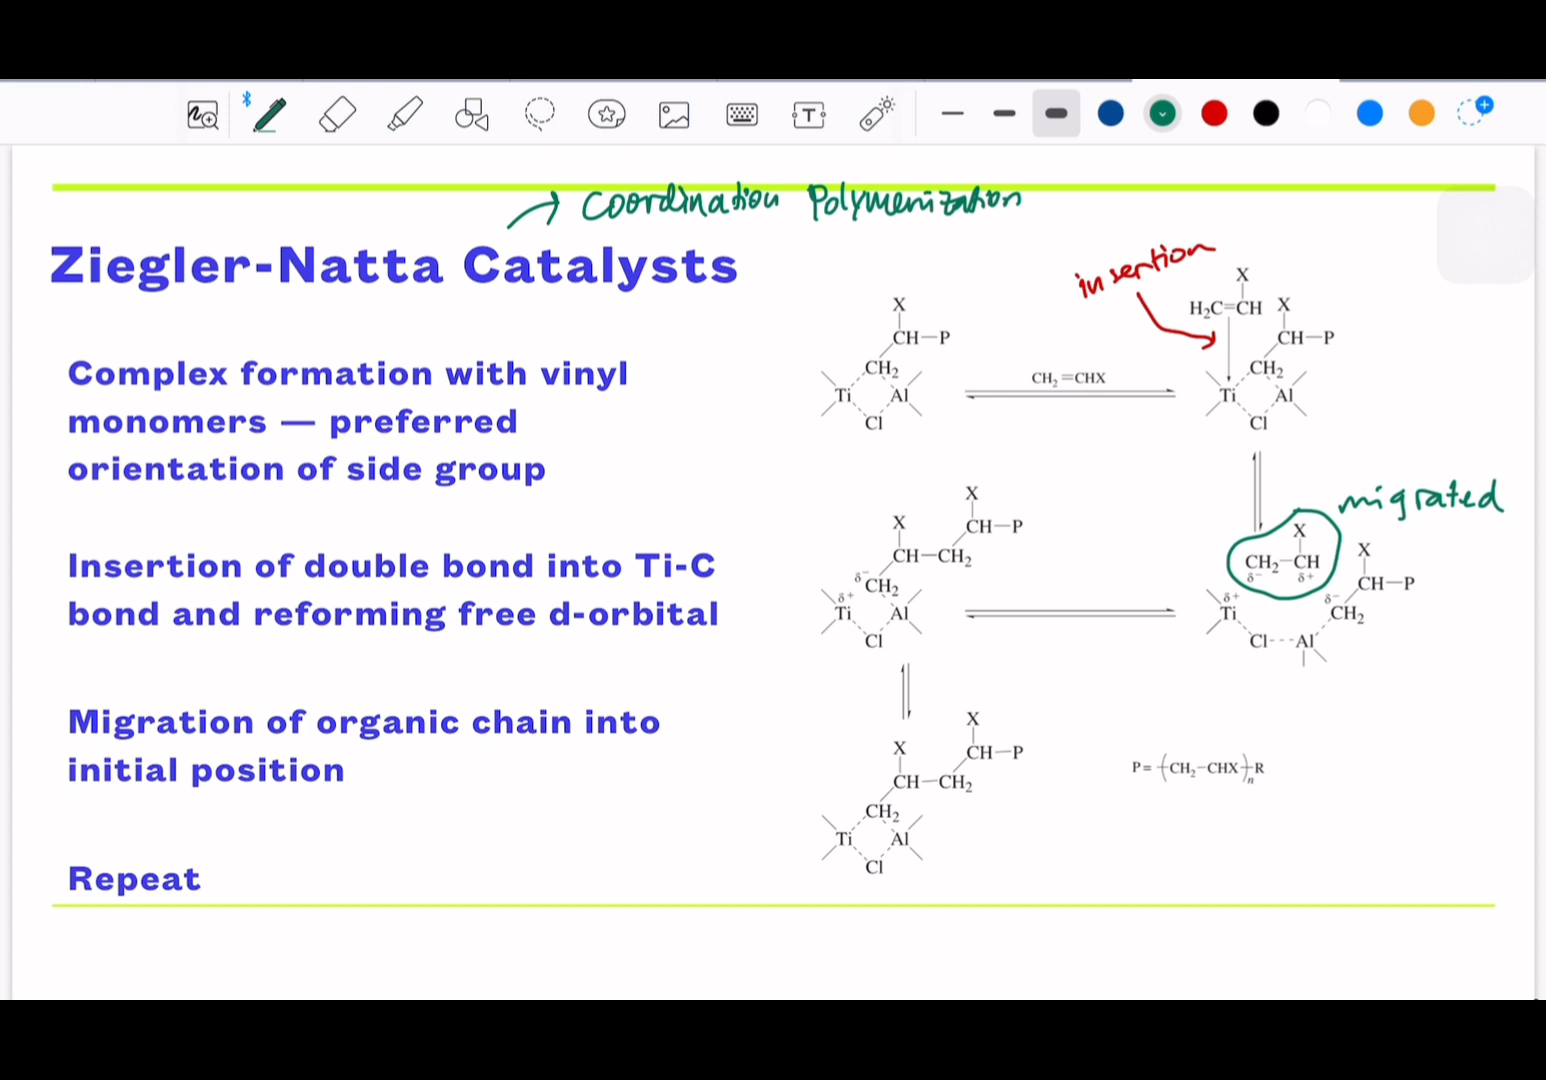 → Coordination Polymerization
Ziegler-Natta Catalysts
Complex formation with vinyl
monomers — preferred
orientation of side group
Insertion of double bond into Ti-C
bond and reforming free d-orbital
Migration of organic chain into
initial position
Repeat
insertion
X
CH—P
CH₂
Ti Al
Cl
CH₂=CHX
X
H₂C=CH X
CH—P
CH₂
Ti Al
Cl
migrated
X
CH₂—CH X
δ⁻ δ⁺ CH—P
δ⁺ δ⁻
Ti CH₂
Cl---Al
X
X CH—P
CH—CH₂
δ⁻ CH₂
δ⁺
Ti Al
Cl
X
X CH—P
CH—CH₂
CH₂
Ti Al
Cl
P= (CH₂–CHX)ₙ R
T